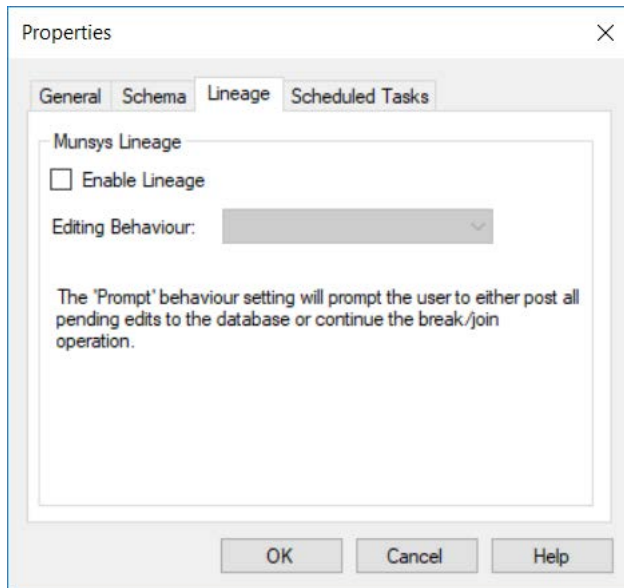 Properties
General Schema Lineage Scheduled Tasks
Munsys Lineage
Enable Lineage
Editing Behaviour:
The 'Prompt' behaviour setting will prompt the user to either post all
pending edits to the database or continue the break/join
operation.
OK Cancel Help